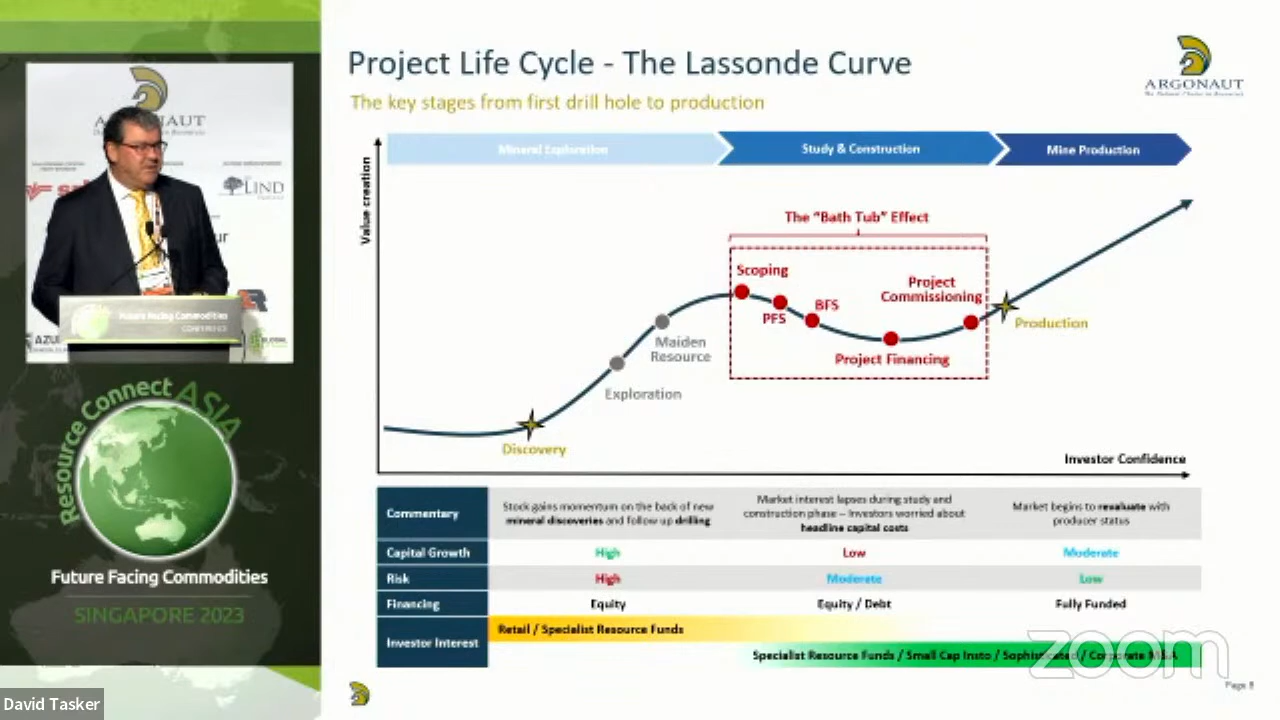 Project Life Cycle - The Lassonde Curve
The key stages from first drill hole to production
ARGONAUT
Mineral Exploration
Study & Construction
Mine Production
Value creation
The "Bath Tub" Effect
Scoping
PFS
BFS
Project
Commissioning
Project Financing
Production
Maiden
Resource
Exploration
Discovery
Investor Confidence
Commentary
Stock gains momentum on the back of new
mineral discoveries and follow up drilling
Market interest lapses during study and
construction phase – Investors worried about
headline capital costs
Market begins to revaluate with
producer status
Capital Growth
High
Low
Moderate
Risk
High
Moderate
Low
Financing
Equity
Equity / Debt
Fully Funded
Investor Interest
Retail / Specialist Resource Funds
Specialist Resource Funds / Small Cap Insto / Sophisticated / Corporate M&A
zoom
Page 8
LIND
Future Facing Commodities
CONFERENCE
Resource Connect ASIA
Future Facing Commodities
SINGAPORE 2023
David Tasker